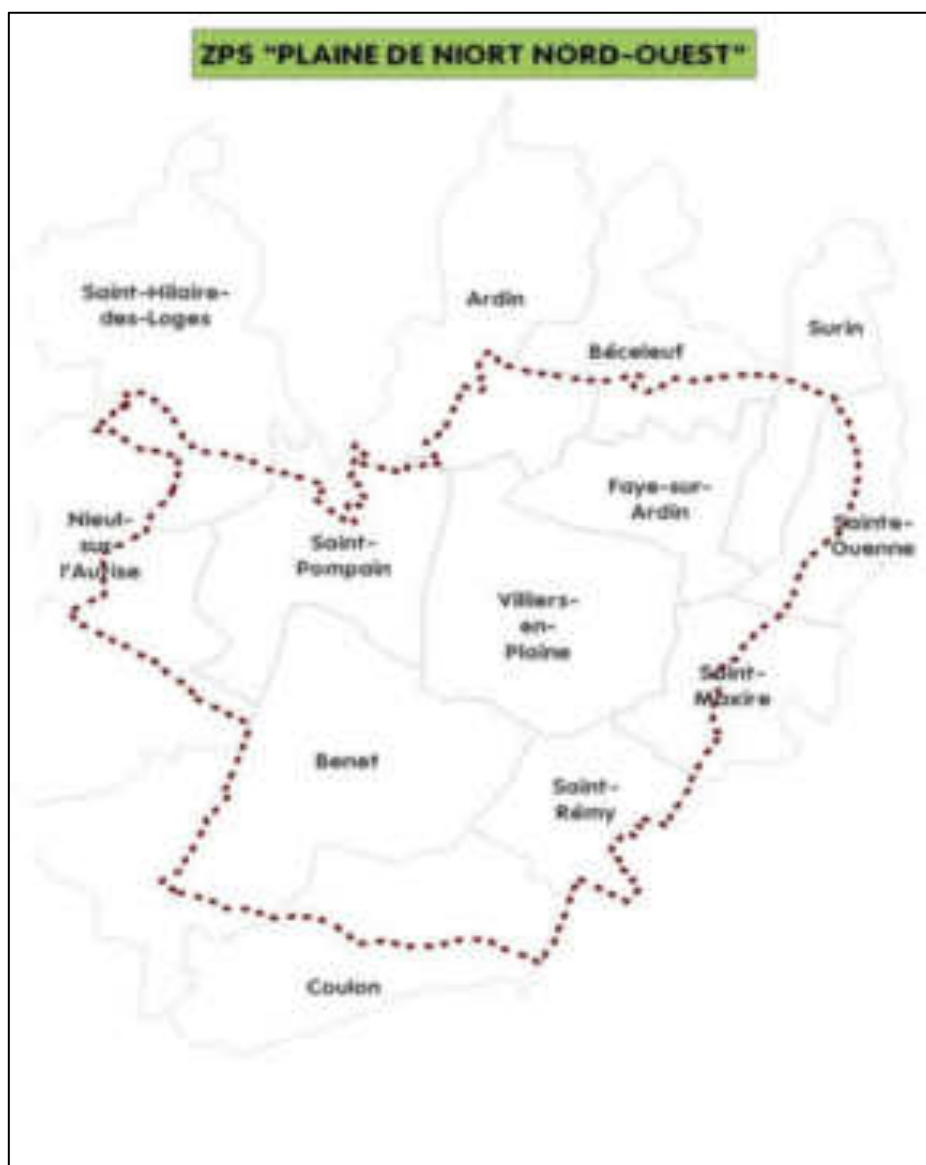 ZPS "PLAINE DE NIORT NORD-OUEST"
Saint-Hilaire-
des-Loges
Ardin
Surin
Béceleuf
Faye-sur-
Ardin
Nieul-
sur-
l'Autise
Saint-
Pompain
Sainte-
Ouenne
Villiers-
en-
Plaine
Saint-
Maxire
Benet
Saint-
Rémy
Coulon